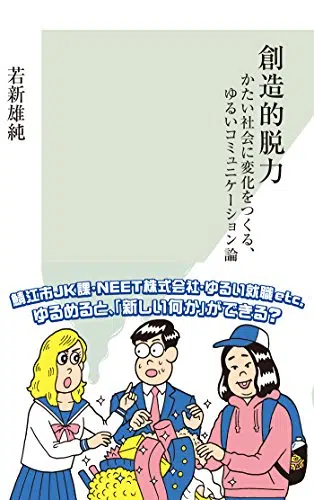 創造的脱力
かたい社会に変化をつくる、
ゆるいコミュニケーション論
若新雄純
鯖江市JK課・NEET株式会社・ゆるい就職etc.
ゆるめると、「新しい何か」ができる？